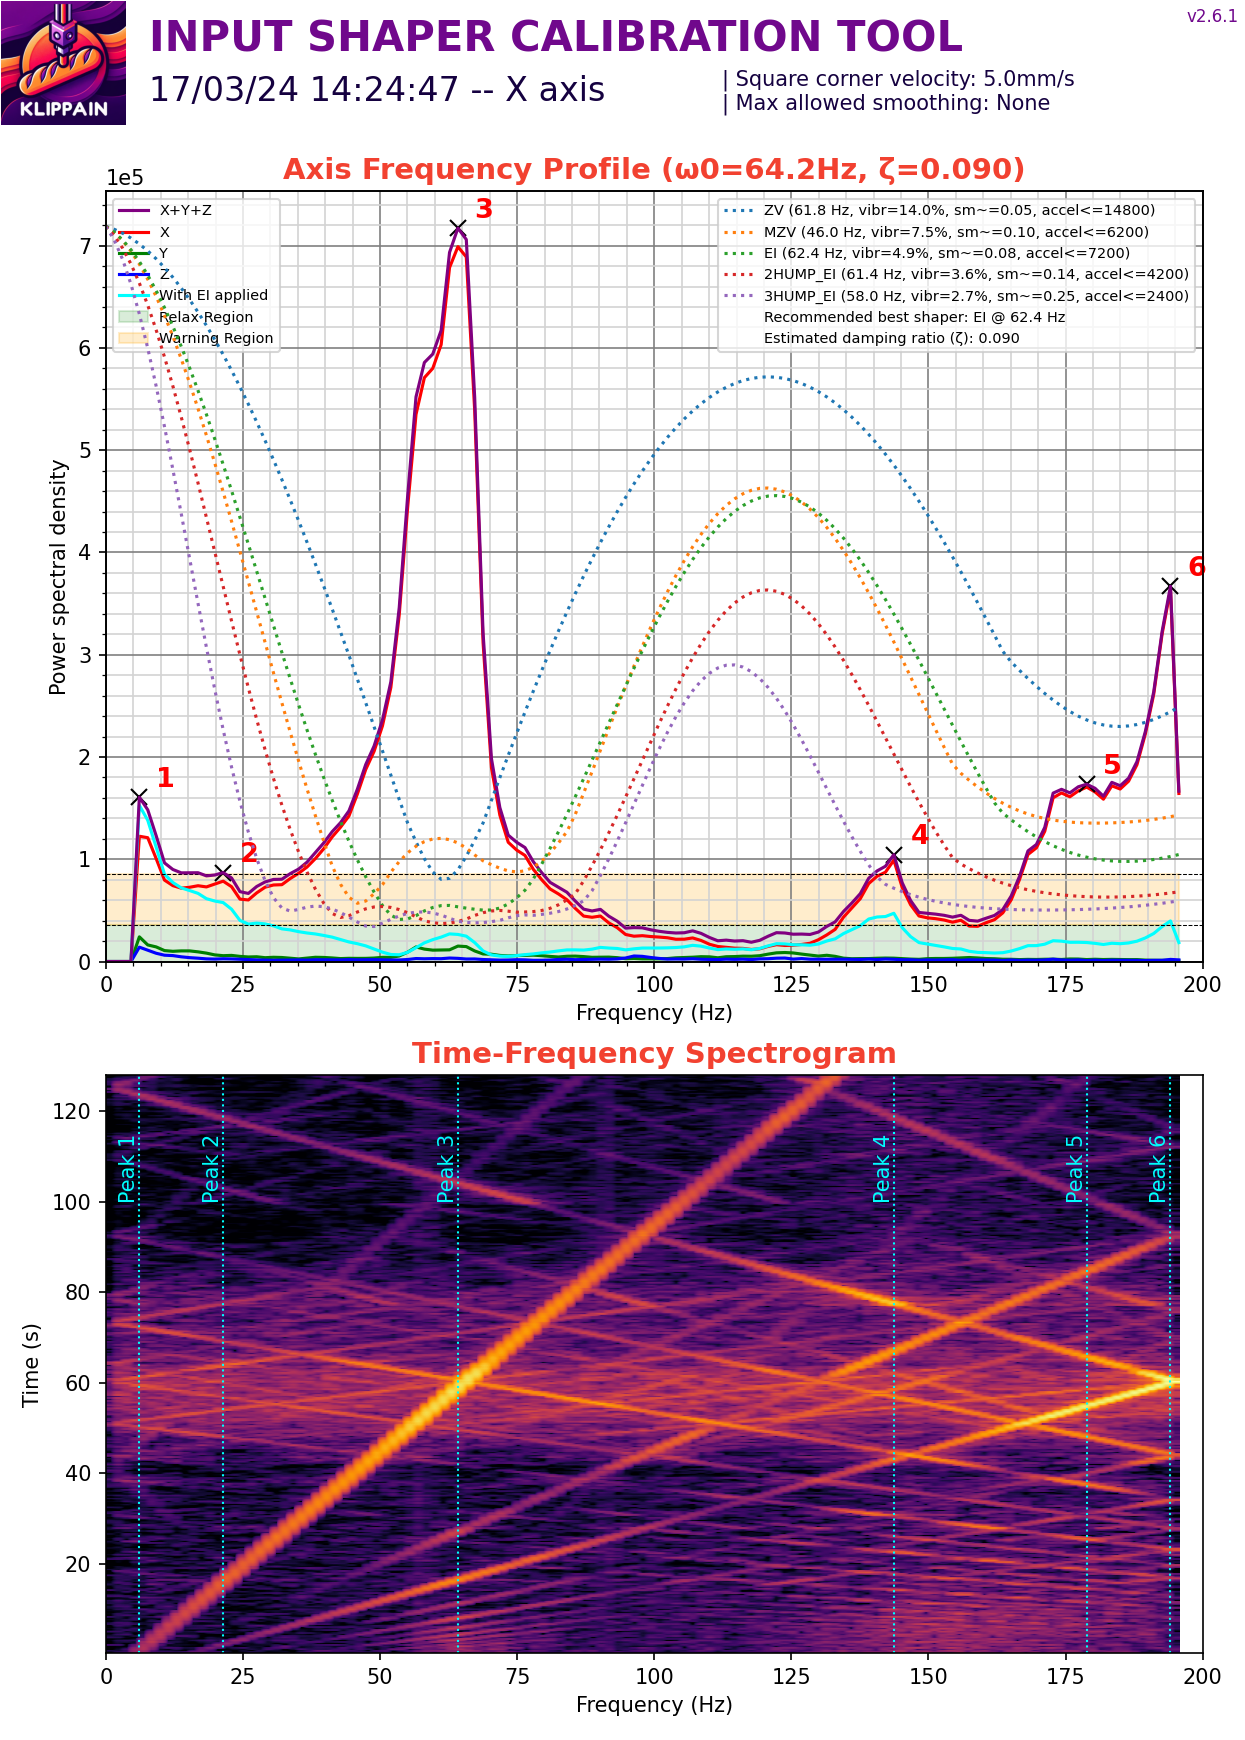 v2.6.1
INPUT SHAPER CALIBRATION TOOL
17/03/24 14:24:47 -- X axis
| Square corner velocity: 5.0mm/s
| Max allowed smoothing: None
KLIPPAIN
Axis Frequency Profile (ω0=64.2Hz, ζ=0.090)
1e5
X+Y+Z
X
Y
Z
With EI applied
Relax Region
Warning Region
ZV (61.8 Hz, vibr=14.0%, sm~=0.05, accel<=14800)
MZV (46.0 Hz, vibr=7.5%, sm~=0.10, accel<=6200)
EI (62.4 Hz, vibr=4.9%, sm~=0.08, accel<=7200)
2HUMP_EI (61.4 Hz, vibr=3.6%, sm~=0.14, accel<=4200)
3HUMP_EI (58.0 Hz, vibr=2.7%, sm~=0.25, accel<=2400)
Recommended best shaper: EI @ 62.4 Hz
Estimated damping ratio (ζ): 0.090
7
6
5
4
3
2
1
0
Power spectral density
1
2
3
4
5
6
0 25 50 75 100 125 150 175 200
Frequency (Hz)
Time-Frequency Spectrogram
120
100
80
60
40
20
Time (s)
Peak 1
Peak 2
Peak 3
Peak 4
Peak 5
Peak 6
0 25 50 75 100 125 150 175 200
Frequency (Hz)